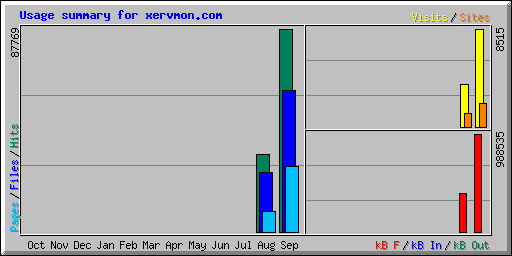 Usage summary for xervmon.com
Visits/Sites
87769
8515
Pages/Files/Hits
988535
Oct Nov Dec Jan Feb Mar Apr May Jun Jul Aug Sep
kB F/kB In/kB Out